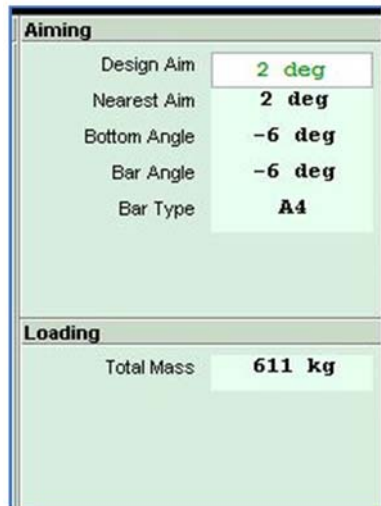 Aiming
Design Aim 2 deg
Nearest Aim 2 deg
Bottom Angle -6 deg
Bar Angle -6 deg
Bar Type A4
Loading
Total Mass 611 kg